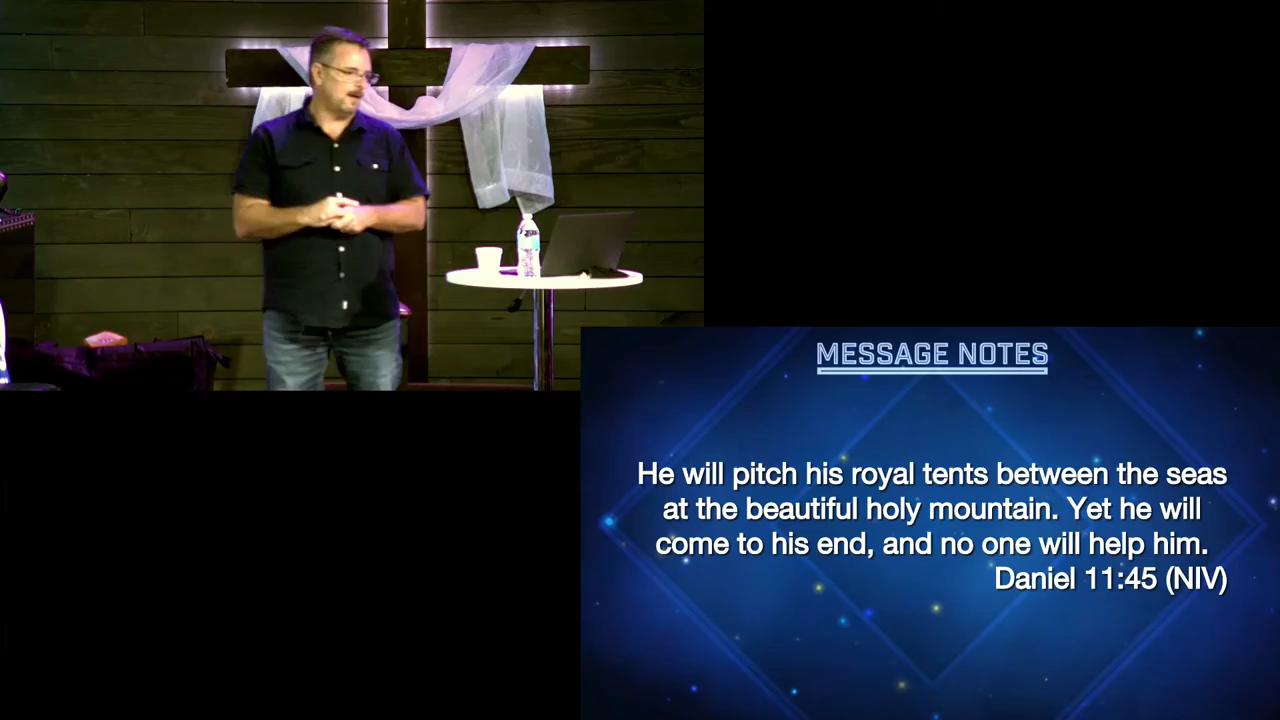 MESSAGE NOTES
He will pitch his royal tents between the seas
at the beautiful holy mountain. Yet he will
come to his end, and no one will help him.
Daniel 11:45 (NIV)